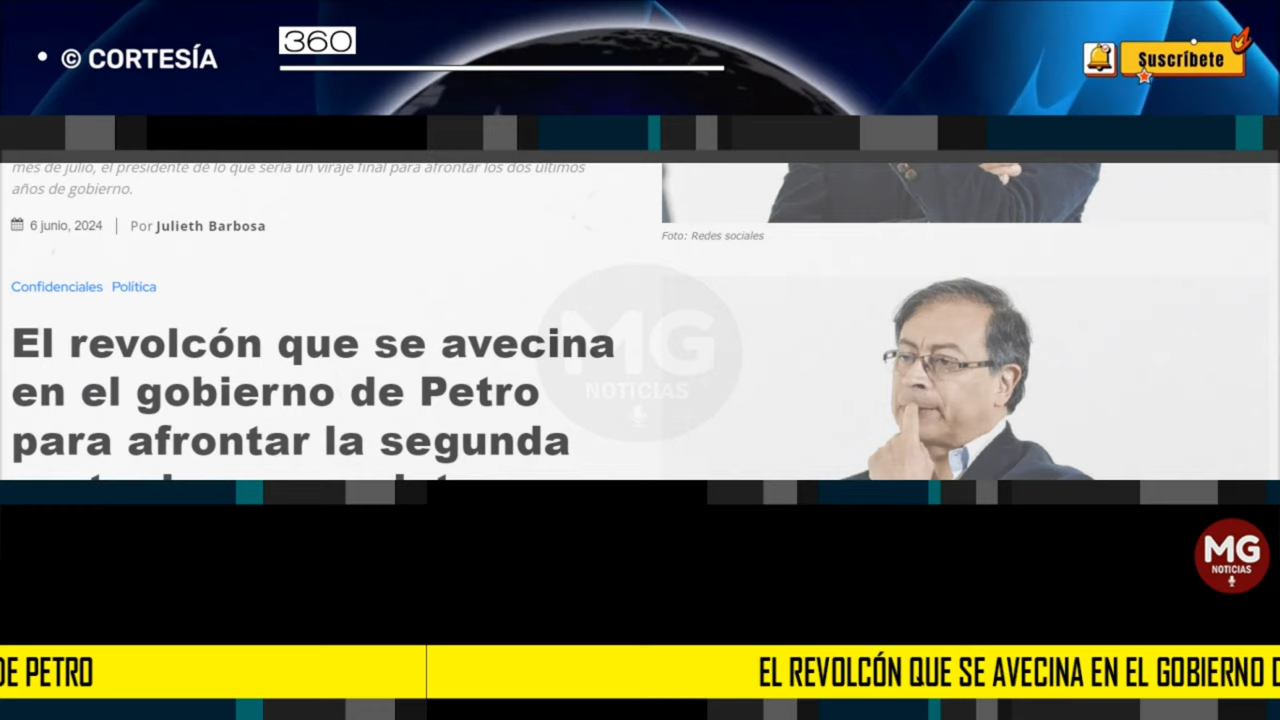 • © CORTESÍA
360
Suscríbete
mes de julio, el presidente de lo que sería un viraje final para afrontar los dos últimos
años de gobierno.
6 junio, 2024 | Por Julieth Barbosa
Foto: Redes sociales
Confidenciales Política
El revolcón que se avecina
en el gobierno de Petro
para afrontar la segunda
MG
NOTICIAS
MG
NOTICIAS
DE PETRO
EL REVOLCÓN QUE SE AVECINA EN EL GOBIERNO